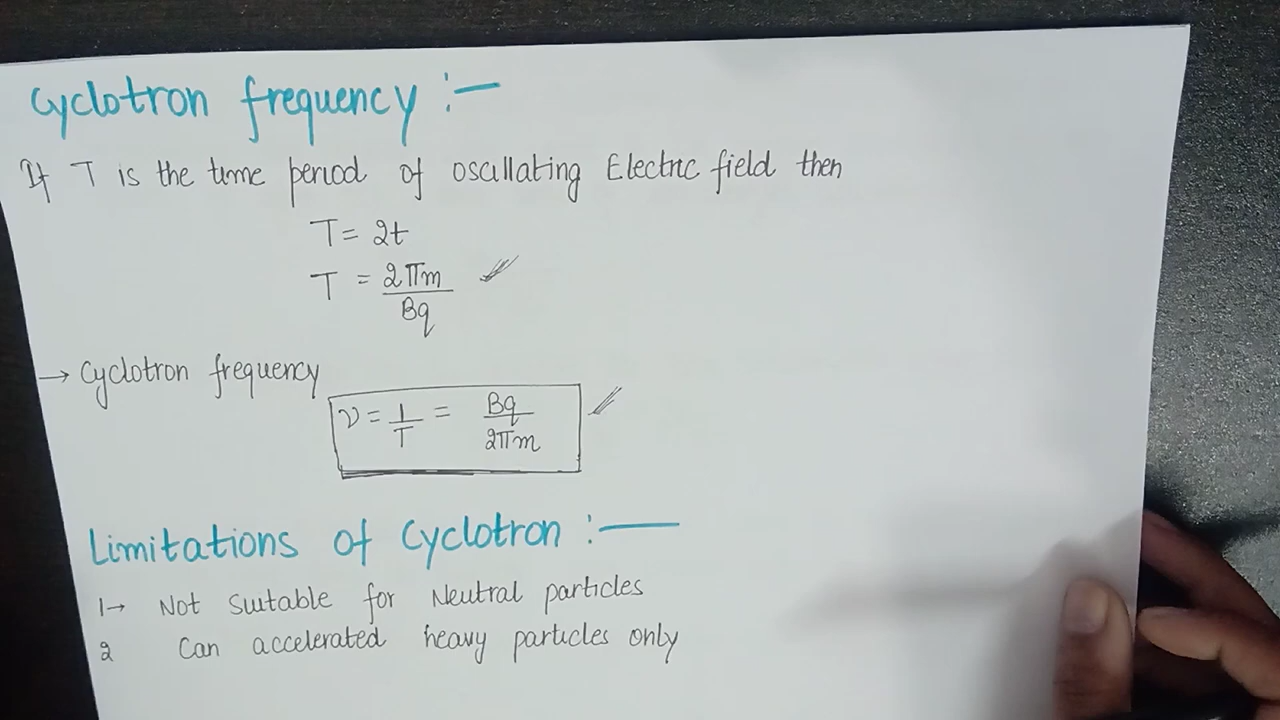 Cyclotron frequency :-
If T is the time period of oscillating Electric field then
T = 2t
T = 2πm/Bq
→ Cyclotron frequency
ν = 1/T = Bq/2πm
Limitations of Cyclotron :-
1→ Not Suitable for Neutral particles
2 Can accelerated heavy particles only